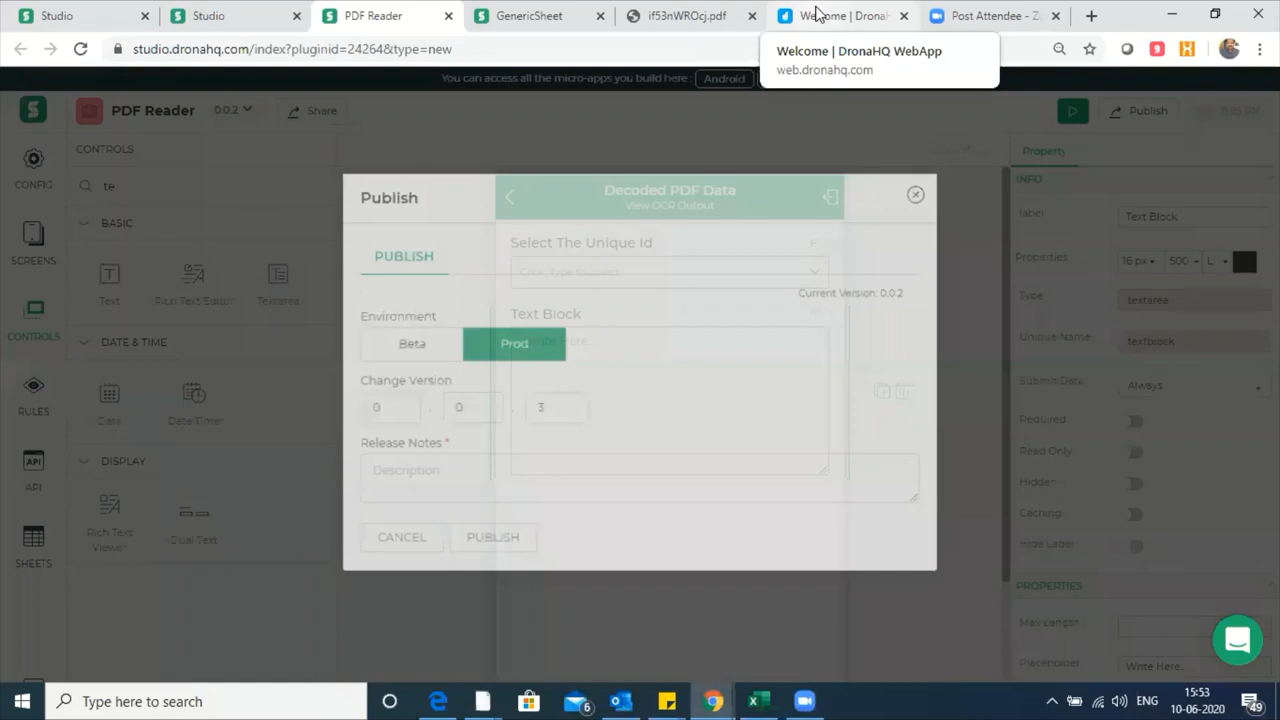 Studio
Studio
PDF Reader
GenericSheet
if53nWROcj.pdf
Welcome | Drona
Post Attendee - Z
studio.dronahq.com/index?pluginid=24264&type=new
9
Welcome | DronaHQ WebApp
web.dronahq.com
You can access all the micro-apps you build here :
Android
PDF Reader
0.0.2
Share
Publish
CONTROLS
Property
te
CONFIG
SCREENS
CONTROLS
RULES
API
API
SHEETS
BASIC
Text
Rich Text Editor
Textarea
DATE & TIME
Date
Date/Timer
DISPLAY
Rich Text Viewer
Dual Text
Publish
Decoded PDF Data
View OCR Output
PUBLISH
Select The Unique Id
Current Version: 0.0.2
Environment
Text Block
Beta
Prod
Change Version
0 . 0 . 3
Release Notes *
Description
CANCEL
PUBLISH
INFO
label
Text Block
Properties
16 px
500
L
Type
textarea
Unique Name
textblock
Submit Data
Always
Required
Read Only
Hidden
Caching
PROPERTIES
Max Length
Placeholder
Write Here...
Type here to search
6
ENG
15:53
10-06-2020
49